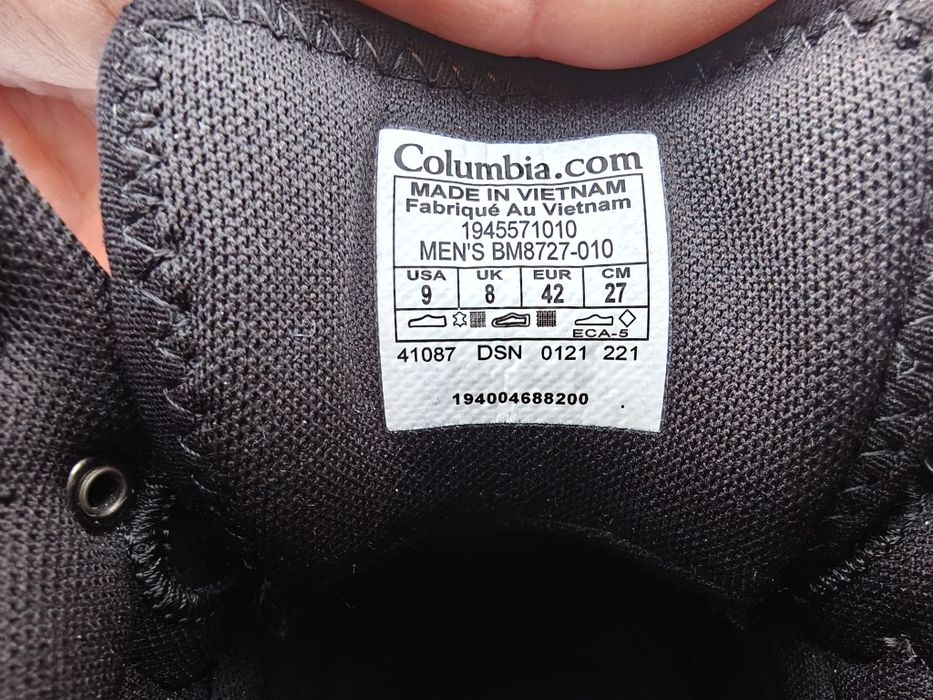 Columbia.com
MADE IN VIETNAM
Fabriqué Au Vietnam
1945571010
MEN'S BM8727-010
USA UK EUR CM
9 8 42 27
ECA-5
41087 DSN 0121 221
194004688200